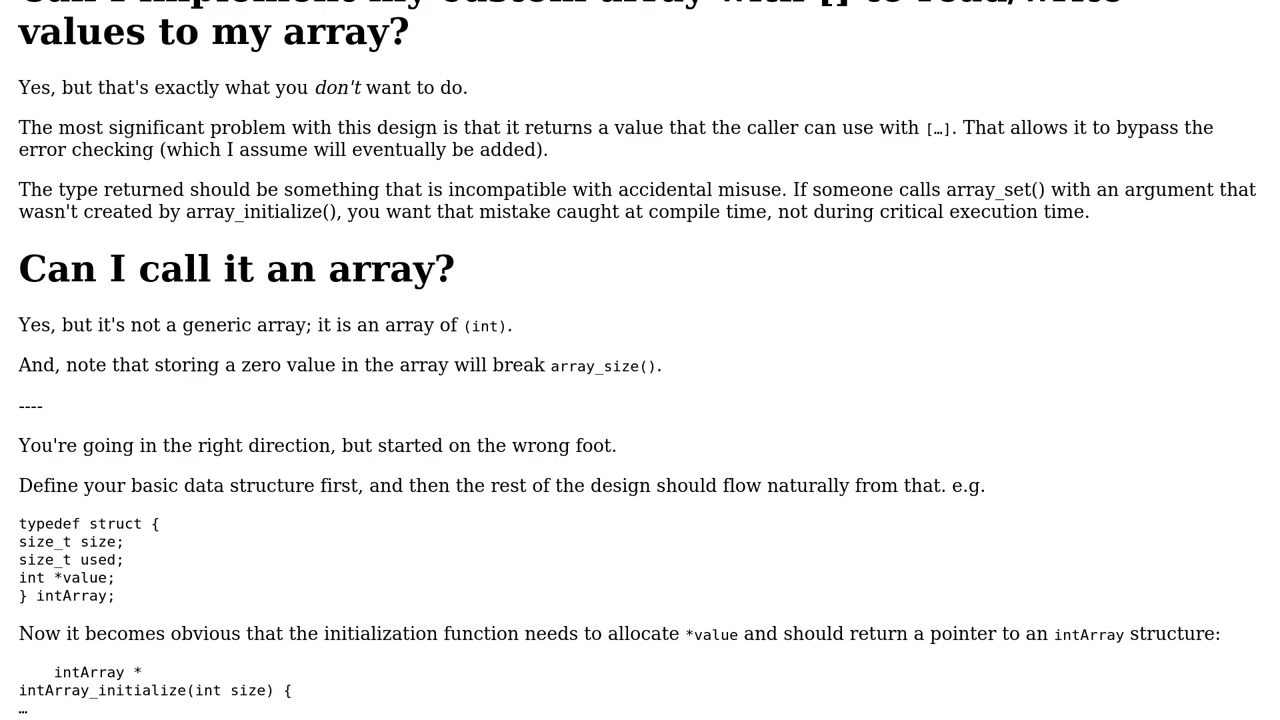 Can I implement my custom array with [] to read/write
values to my array?
Yes, but that's exactly what you don't want to do.
The most significant problem with this design is that it returns a value that the caller can use with […]. That allows it to bypass the
error checking (which I assume will eventually be added).
The type returned should be something that is incompatible with accidental misuse. If someone calls array_set() with an argument that
wasn't created by array_initialize(), you want that mistake caught at compile time, not during critical execution time.
Can I call it an array?
Yes, but it's not a generic array; it is an array of (int).
And, note that storing a zero value in the array will break array_size().
----
You're going in the right direction, but started on the wrong foot.
Define your basic data structure first, and then the rest of the design should flow naturally from that. e.g.
typedef struct {
size_t size;
size_t used;
int *value;
} intArray;
Now it becomes obvious that the initialization function needs to allocate *value and should return a pointer to an intArray structure:
    intArray *
intArray_initialize(int size) {
…